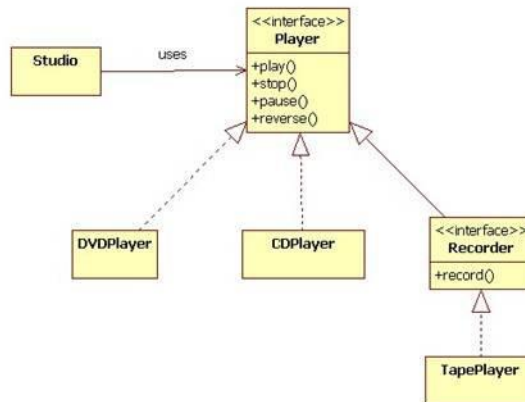 <<interface>>
Player
+play()
+stop()
+pause()
+reverse()
Studio
uses
DVDPlayer
CDPlayer
<<interface>>
Recorder
+record()
TapePlayer